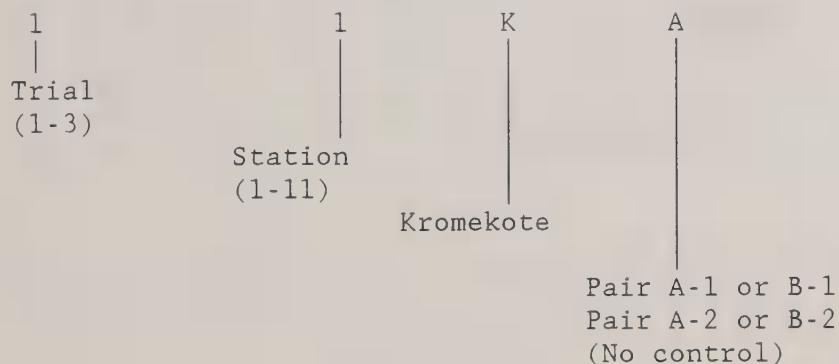 1 1 K A
Trial
(1-3)
Station
(1-11)
Kromekote
Pair A-1 or B-1
Pair A-2 or B-2
(No control)